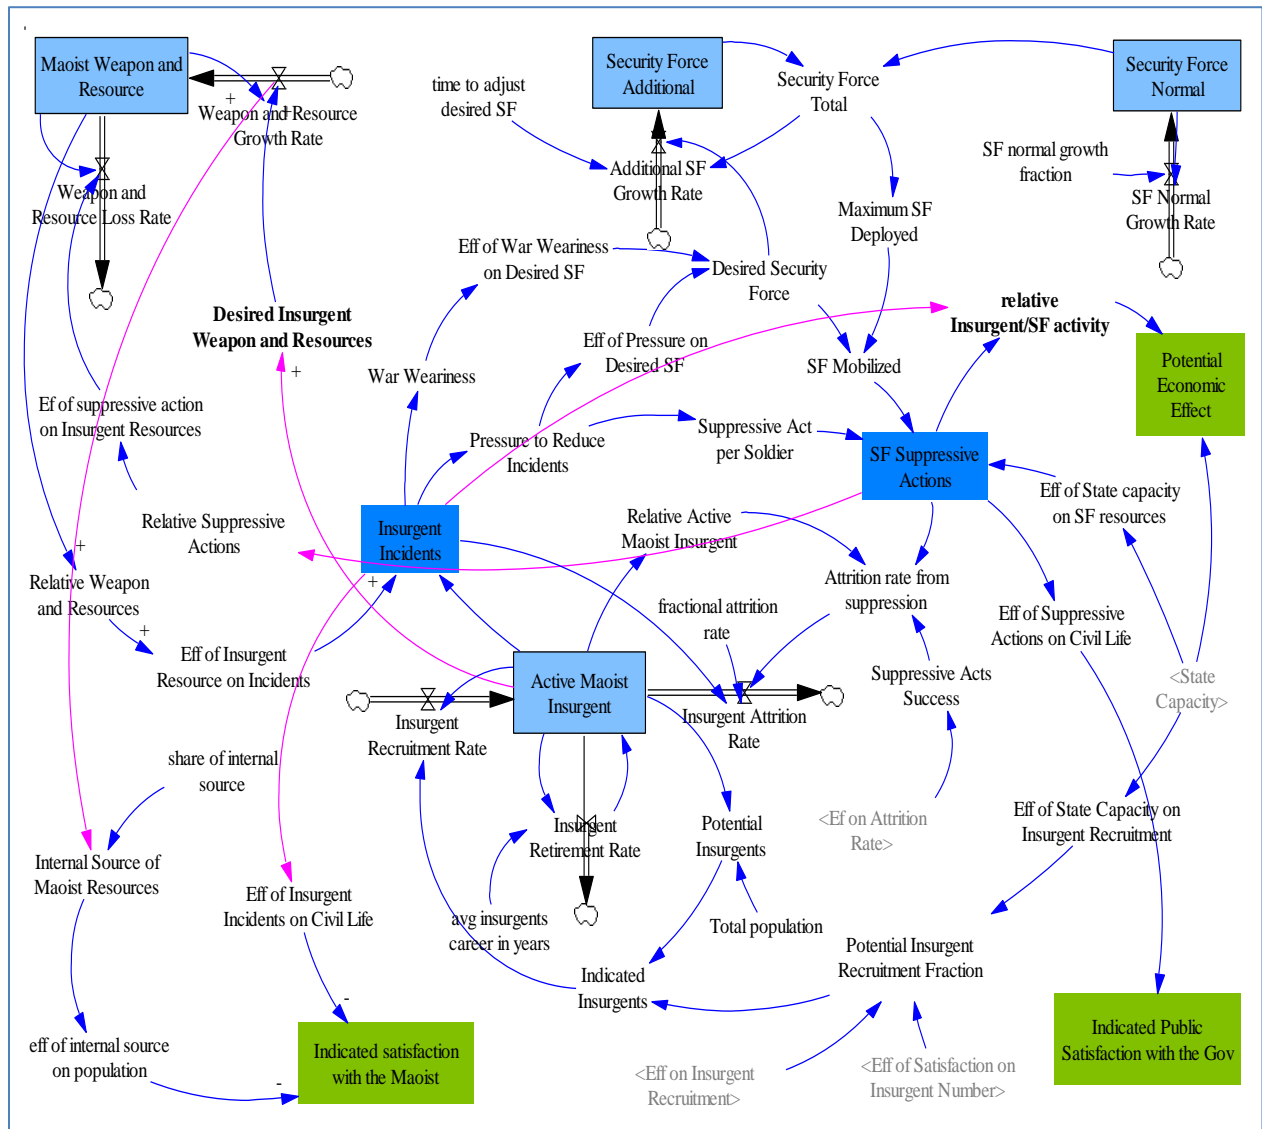 Maoist Weapon and
Resource
+
Weapon and Resource
Growth Rate
+
Weapon and
Resource Loss Rate
time to adjust
desired SF
Security Force
Additional
Additional SF
Growth Rate
Security Force
Total
Security Force
Normal
SF normal growth
fraction
SF Normal
Growth Rate
Maximum SF
Deployed
Eff of War Weariness
on Desired SF
Desired Security
Force
Desired Insurgent
Weapon and Resources
+
relative
Insurgent/SF activity
Eff of Pressure on
Desired SF
War Weariness
SF Mobilized
Potential
Economic
Effect
Ef of suppressive action
on Insurgent Resources
Pressure to Reduce
Incidents
Suppressive Act
per Soldier
SF Suppressive
Actions
Eff of State capacity
on SF resources
Relative Suppressive
Actions
Insurgent
Incidents
Relative Active
Maoist Insurgent
+
Relative Weapon
and Resources
+
+
Attrition rate from
suppression
fractional attrition
rate
Eff of Suppressive
Actions on Civil Life
Eff of Insurgent
Resource on Incidents
Active Maoist
Insurgent
Suppressive Acts
Success
<State
Capacity>
Insurgent
Recruitment Rate
Insurgent Attrition
Rate
share of internal
source
Insurgent
Retirement Rate
Potential
Insurgents
<Ef on Attrition
Rate>
Eff of State Capacity on
Insurgent Recruitment
Internal Source of
Maoist Resources
Eff of Insurgent
Incidents on Civil Life
avg insurgents
career in years
Total population
Potential Insurgent
Recruitment Fraction
Indicated
Insurgents
-
eff of internal source
on population
-
Indicated satisfaction
with the Maoist
<Eff on Insurgent
Recruitment>
<Eff of Satisfaction on
Insurgent Number>
Indicated Public
Satisfaction with the Gov